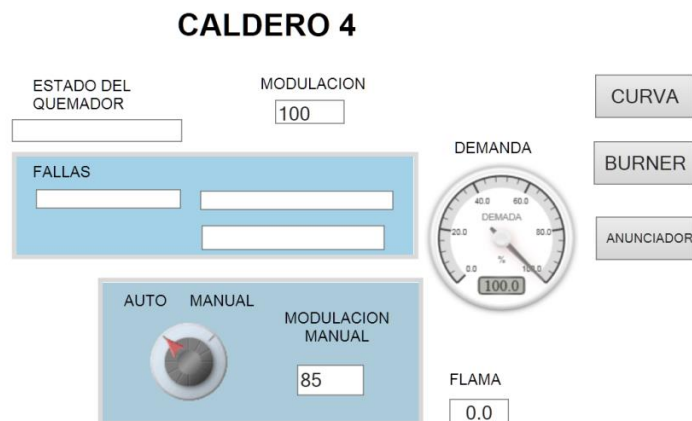 CALDERO 4
ESTADO DEL
QUEMADOR
MODULACION
100
CURVA
DEMANDA
BURNER
FALLAS
40.0 60.0
DEMADA
20.0 80.0
%
0.0 100.0
100.0
ANUNCIADOR
AUTO MANUAL
MODULACION
MANUAL
85
FLAMA
0.0